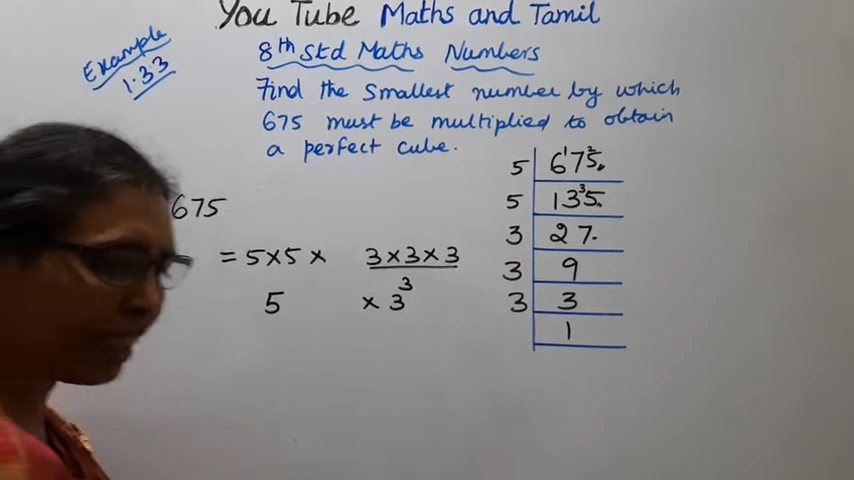 You Tube Maths and Tamil
Example 1.33
8th Std Maths Numbers
Find the Smallest number by which
675 must be multiplied to obtain
a perfect cube.
675
= 5×5× 3×3×3
5 × 3³
5 | 6¹7²5
5 | 13³5
3 | 27
3 | 9
3 | 3
1